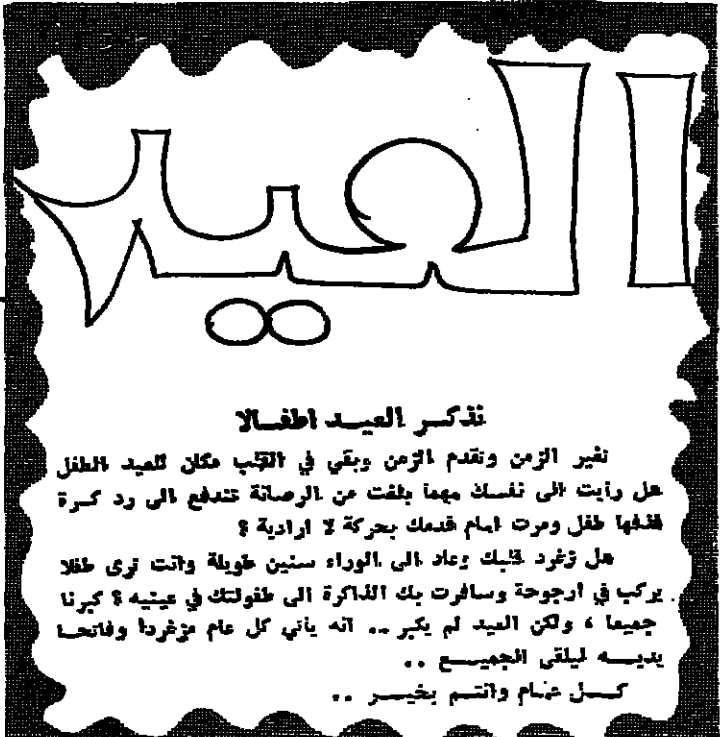 العيد
نذكر العيد اطفالا
تغير الزمن وتقدم الزمن وبقي في القلب مكان للعيد الطفل
هل رأيت الى نفسك مهما بلغت من الرصانة تندفع الى رد كرة
قذفها طفل ومرت امام قدمك بحركة لا ارادية ؟
هل زغرد قلبك وعاد الى الوراء سنين طويلة وانت ترى طفلا
يركب في ارجوحة وسافرت بك الذاكرة الى طفولتك في عينيه ؟ كبرنا
جميعا ، ولكن العيد لم يكبر .. انه يأتي كل عام مزغردا وفاتحا
يديه ليلقى الجميع ..
كل عام وانتم بخير ..